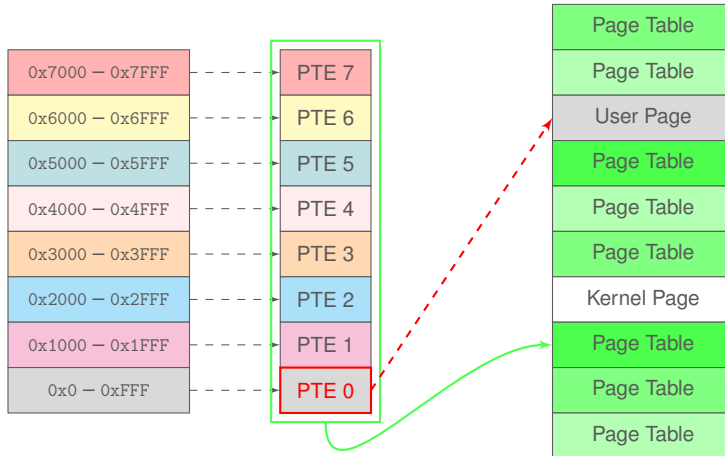 0x7000 − 0x7FFF
0x6000 − 0x6FFF
0x5000 − 0x5FFF
0x4000 − 0x4FFF
0x3000 − 0x3FFF
0x2000 − 0x2FFF
0x1000 − 0x1FFF
0x0 − 0xFFF
PTE 7
PTE 6
PTE 5
PTE 4
PTE 3
PTE 2
PTE 1
PTE 0
Page Table
Page Table
User Page
Page Table
Page Table
Page Table
Kernel Page
Page Table
Page Table
Page Table